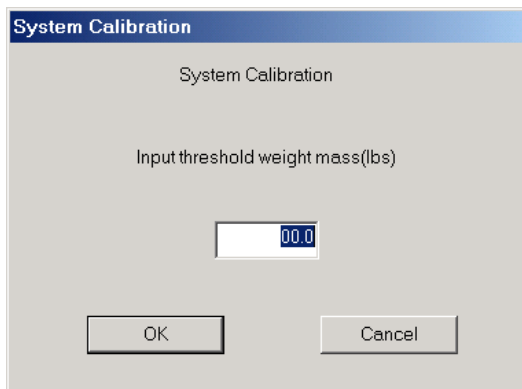 System Calibration
System Calibration
Input threshold weight mass(lbs)
00.0
OK Cancel